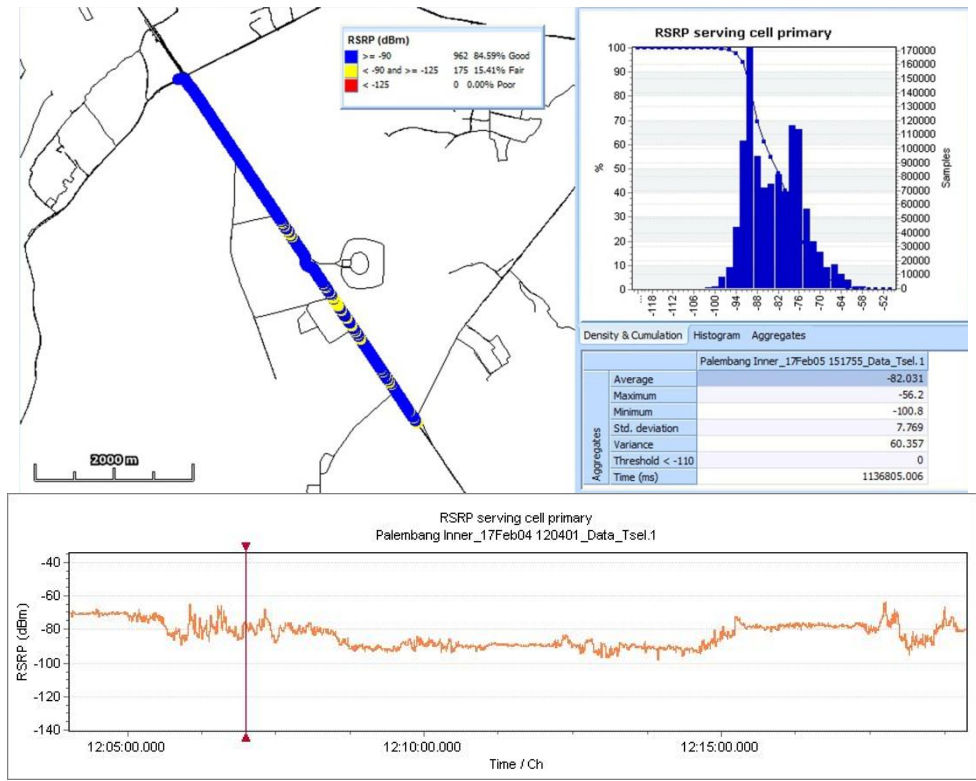 RSRP (dBm)
>= -90 962 84.59% Good
< -90 and >= -125 175 15.41% Fair
< -125 0 0.00% Poor
2000 m
RSRP serving cell primary
100
90
80
70
60
50
40
30
20
10
0
%
170000
160000
150000
140000
130000
120000
110000
100000
90000
80000
70000
60000
50000
40000
30000
20000
10000
0
Samples
-118 -112 -106 -100 -94 -88 -82 -76 -70 -64 -58 -52
Density & Cumulation Histogram Aggregates
Palembang Inner_17Feb05 151755_Data_Tsel.1
Aggregates
Average -82.031
Maximum -56.2
Minimum -100.8
Std. deviation 7.769
Variance 60.357
Threshold < -110 0
Time (ms) 1136805.006
RSRP serving cell primary
Palembang Inner_17Feb04 120401_Data_Tsel.1
RSRP (dBm)
-40
-60
-80
-100
-120
-140
12:05:00.000 12:10:00.000 12:15:00.000
Time / Ch